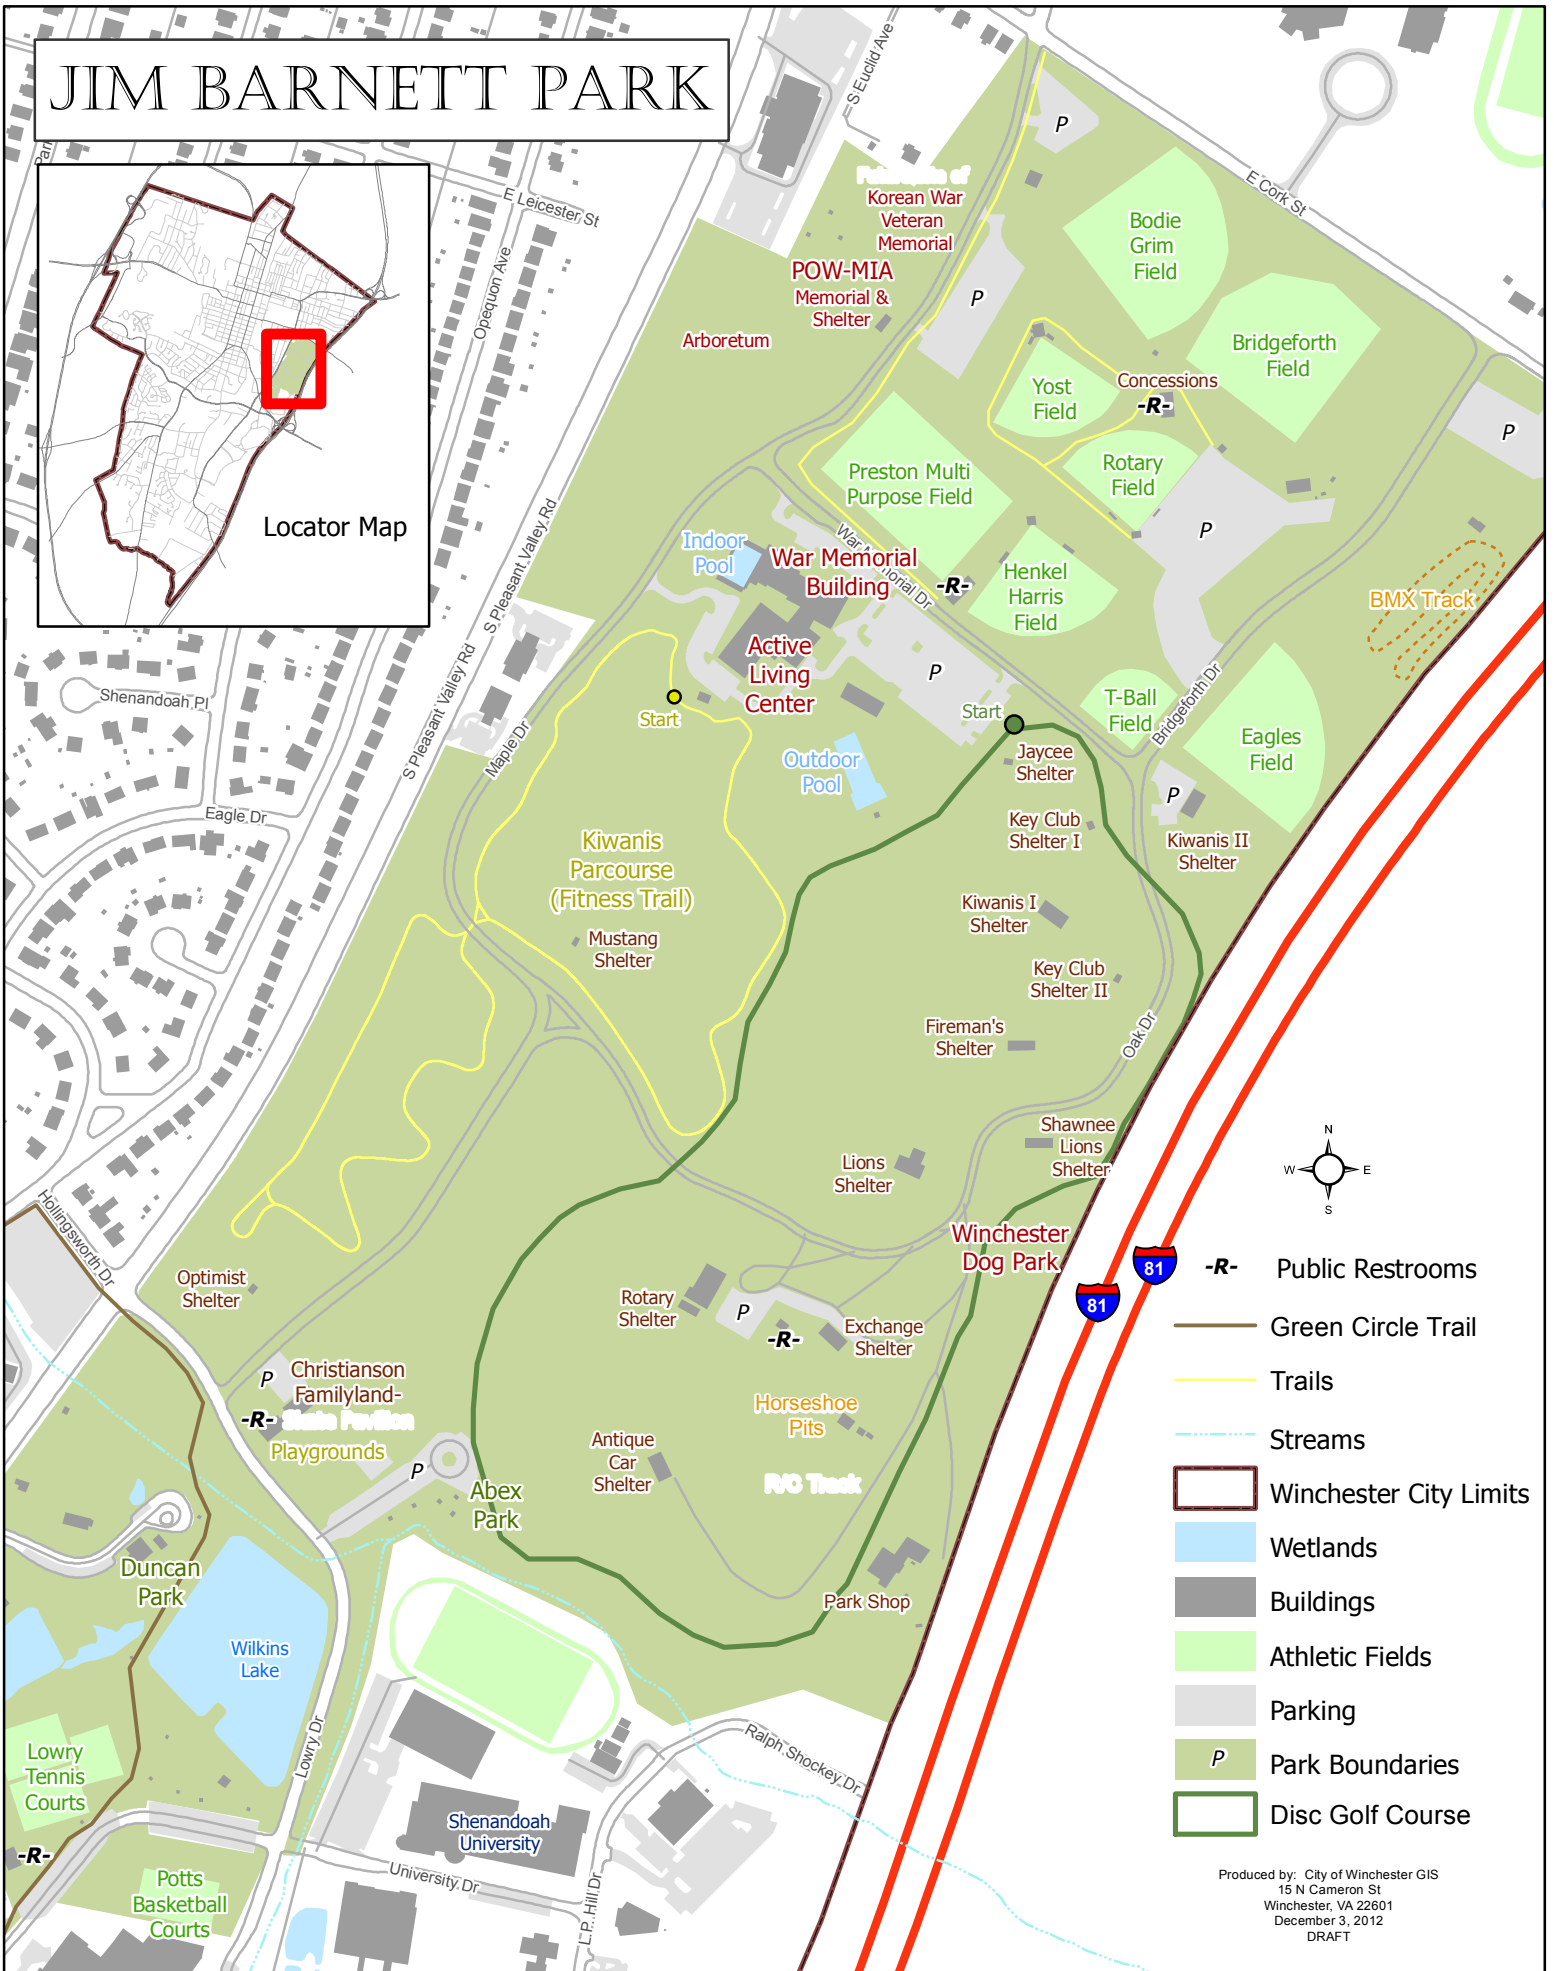 JIM BARNETT PARK
Locator Map
S Euclid Ave
E Leicester St
Opequon Ave
E Cork St
Futuresite of
Korean War
Veteran
Memorial
POW-MIA
Memorial &
Shelter
Arboretum
P
P
P
P
P
P
P
P
P
Bodie
Grim
Field
Bridgeforth
Field
Yost
Field
Concessions
-R-
Rotary
Field
Preston Multi
Purpose Field
Henkel
Harris
Field
-R-
War Memorial Dr
Indoor
Pool
War Memorial
Building
Active
Living
Center
S Pleasant Valley Rd
S Pleasant Valley Rd
Maple Dr
Shenandoah Pl
Eagle Dr
Start
Start
BMX Track
T-Ball
Field
Bridgeforth Dr
Eagles
Field
Outdoor
Pool
Jaycee
Shelter
Key Club
Shelter I
Kiwanis II
Shelter
Kiwanis
Parcourse
(Fitness Trail)
Mustang
Shelter
Kiwanis I
Shelter
Key Club
Shelter II
Fireman's
Shelter
Oak Dr
Shawnee
Lions
Shelter
Lions
Shelter
Winchester
Dog Park
Hollingsworth Dr
Optimist
Shelter
Rotary
Shelter
-R-
Exchange
Shelter
Christianson
Familyland-
-R-
Skate Pavilion
Playgrounds
Horseshoe
Pits
Antique
Car
Shelter
R/C Track
Abex
Park
Duncan
Park
Park Shop
Wilkins
Lake
Lowry Dr
Lowry
Tennis
Courts
-R-
Potts
Basketball
Courts
Shenandoah
University
University Dr
L.P. Hill Dr
Ralph Shockey Dr
81
81
N
W
E
S
-R- Public Restrooms
Green Circle Trail
Trails
Streams
Winchester City Limits
Wetlands
Buildings
Athletic Fields
Parking
P Park Boundaries
Disc Golf Course
Produced by: City of Winchester GIS
15 N Cameron St
Winchester, VA 22601
December 3, 2012
DRAFT